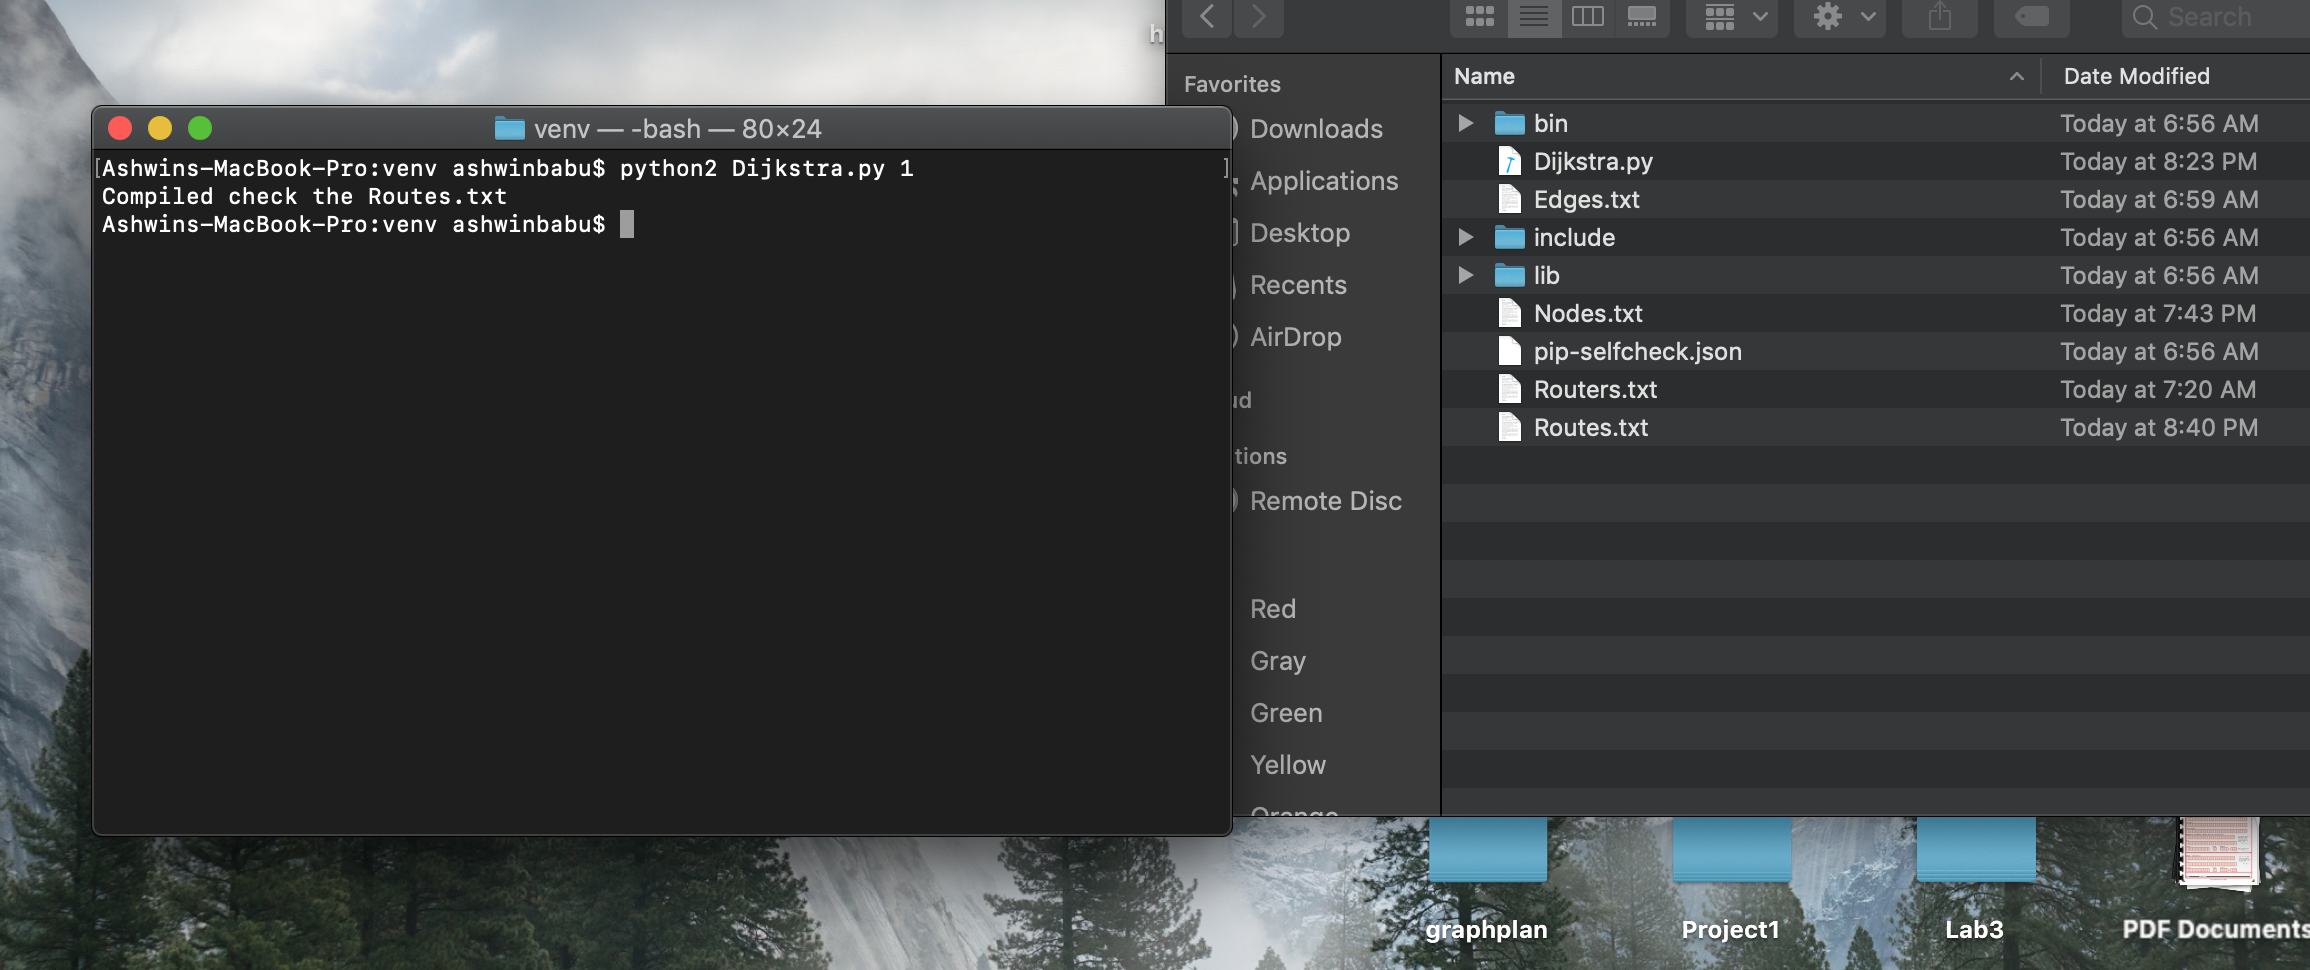 venv — -bash — 80×24
[Ashwins-MacBook-Pro:venv ashwinbabu$ python2 Dijkstra.py 1 ]
Compiled check the Routes.txt
Ashwins-MacBook-Pro:venv ashwinbabu$
Search
Favorites
Downloads
Applications
Desktop
Recents
AirDrop
ud
tions
Remote Disc
Red
Gray
Green
Yellow
Orange
Name Date Modified
bin Today at 6:56 AM
Dijkstra.py Today at 8:23 PM
Edges.txt Today at 6:59 AM
include Today at 6:56 AM
lib Today at 6:56 AM
Nodes.txt Today at 7:43 PM
pip-selfcheck.json Today at 6:56 AM
Routers.txt Today at 7:20 AM
Routes.txt Today at 8:40 PM
h
graphplan
Project1
Lab3
PDF Documents